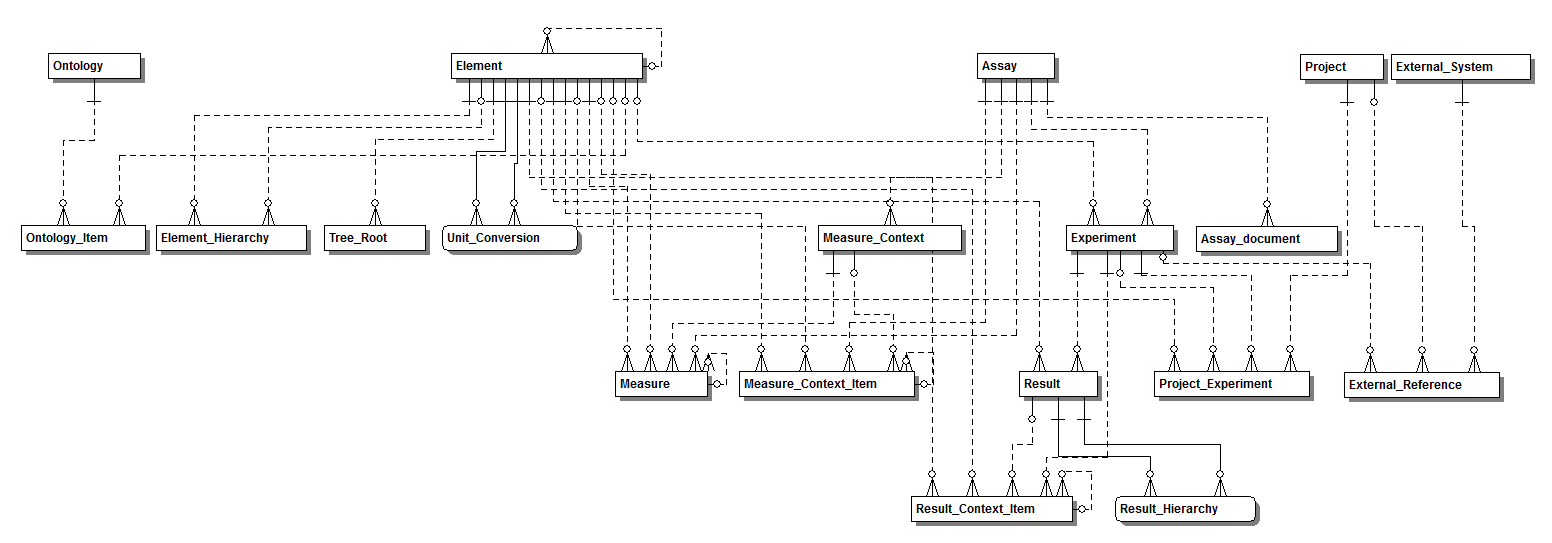 Ontology
Element
Assay
Project
External_System
Ontology_Item
Element_Hierarchy
Tree_Root
Unit_Conversion
Measure_Context
Experiment
Assay_document
Measure
Measure_Context_Item
Result
Project_Experiment
External_Reference
Result_Context_Item
Result_Hierarchy